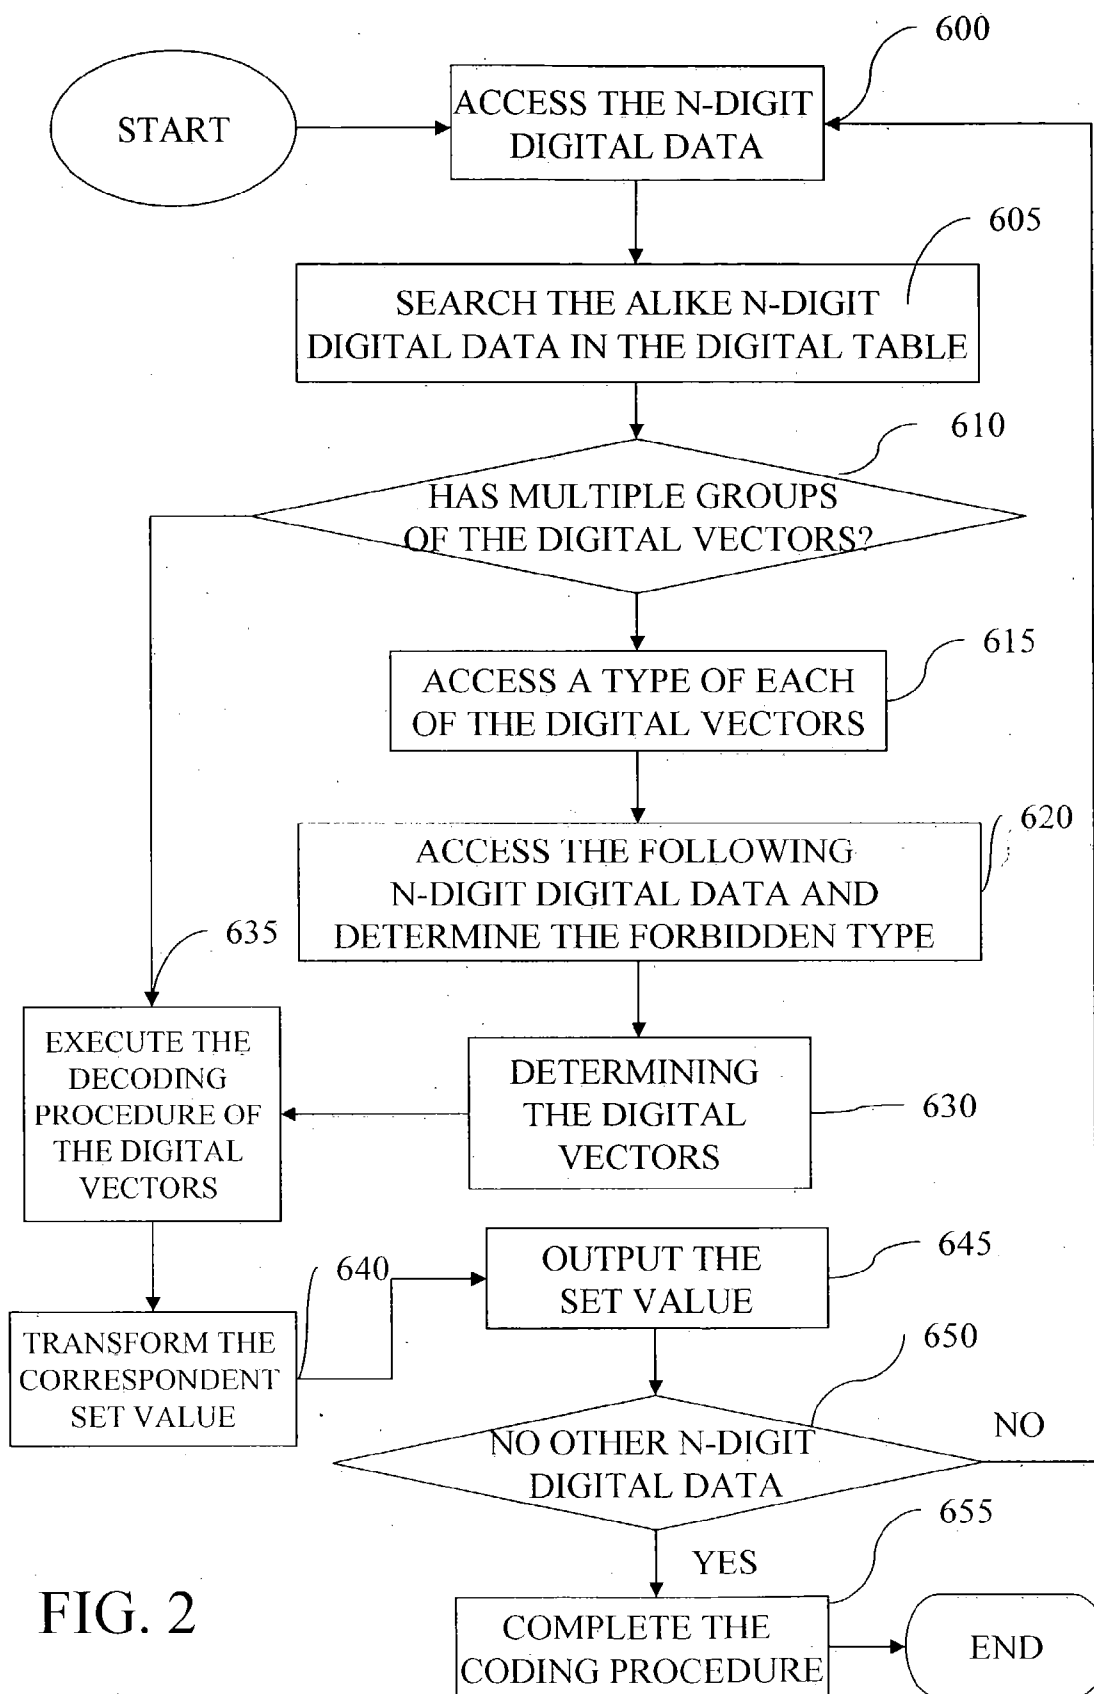 600
START
ACCESS THE N-DIGIT
DIGITAL DATA
605
SEARCH THE ALIKE N-DIGIT
DIGITAL DATA IN THE DIGITAL TABLE
610
HAS MULTIPLE GROUPS
OF THE DIGITAL VECTORS?
615
ACCESS A TYPE OF EACH
OF THE DIGITAL VECTORS
620
ACCESS THE FOLLOWING
N-DIGIT DIGITAL DATA AND
DETERMINE THE FORBIDDEN TYPE
635
EXECUTE THE
DECODING
PROCEDURE OF
THE DIGITAL
VECTORS
DETERMINING
THE DIGITAL
VECTORS
630
640
TRANSFORM THE
CORRESPONDENT
SET VALUE
OUTPUT THE
SET VALUE
645
650
NO OTHER N-DIGIT
DIGITAL DATA
NO
655
YES
COMPLETE THE
CODING PROCEDURE
END
FIG. 2